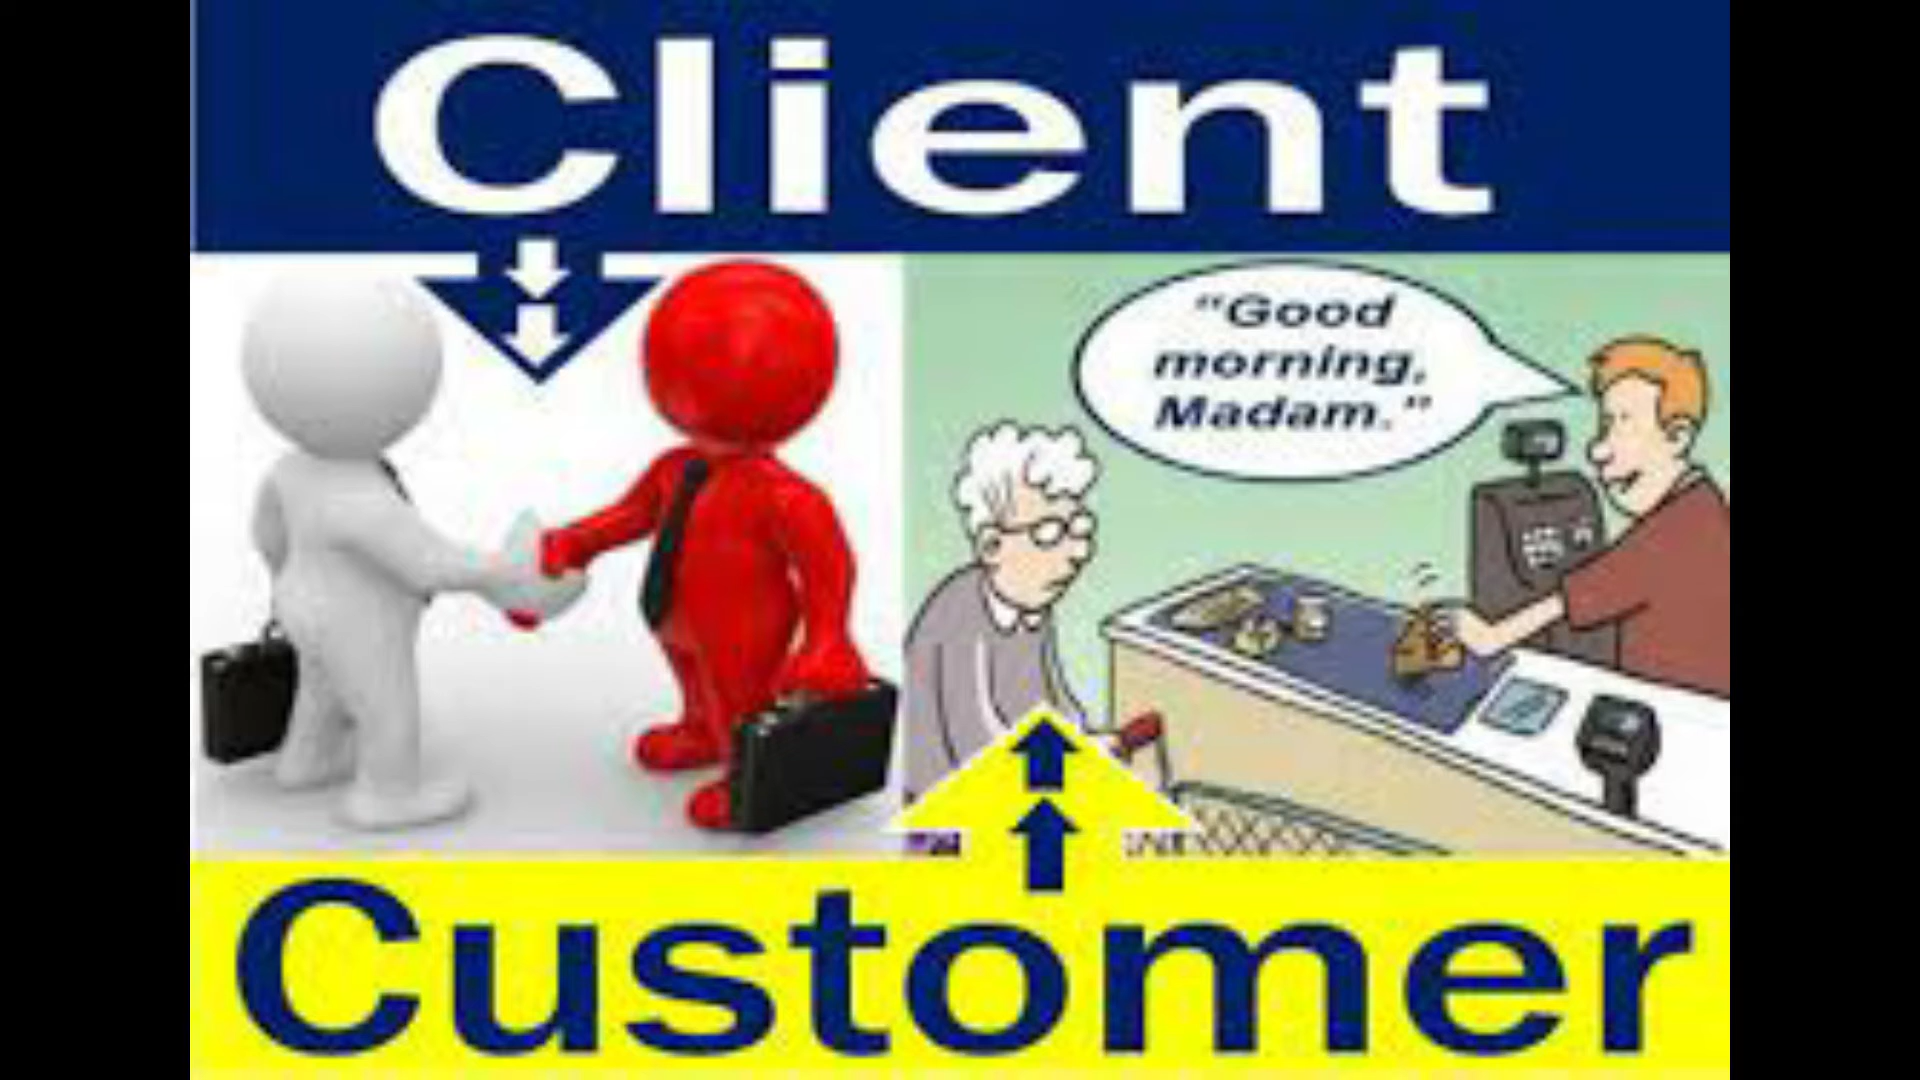 Client
“Good
morning,
Madam.”
Customer